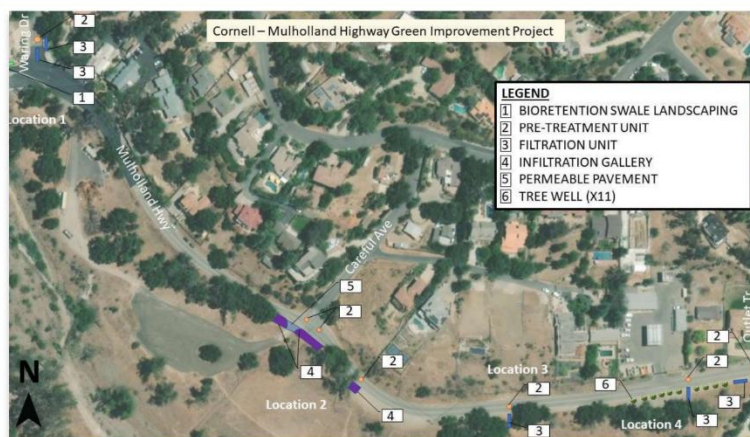 Cornell – Mulholland Highway Green Improvement Project
Waring Dr
2
3
3
1
Location 1
LEGEND
1 BIORETENTION SWALE LANDSCAPING
2 PRE-TREATMENT UNIT
3 FILTRATION UNIT
4 INFILTRATION GALLERY
5 PERMEABLE PAVEMENT
6 TREE WELL (X11)
Mulholland Hwy
Careful Ave
5
2
4
2
4
Location 2
Location 3
2
3
6
2
2
Location 4
3
3
N